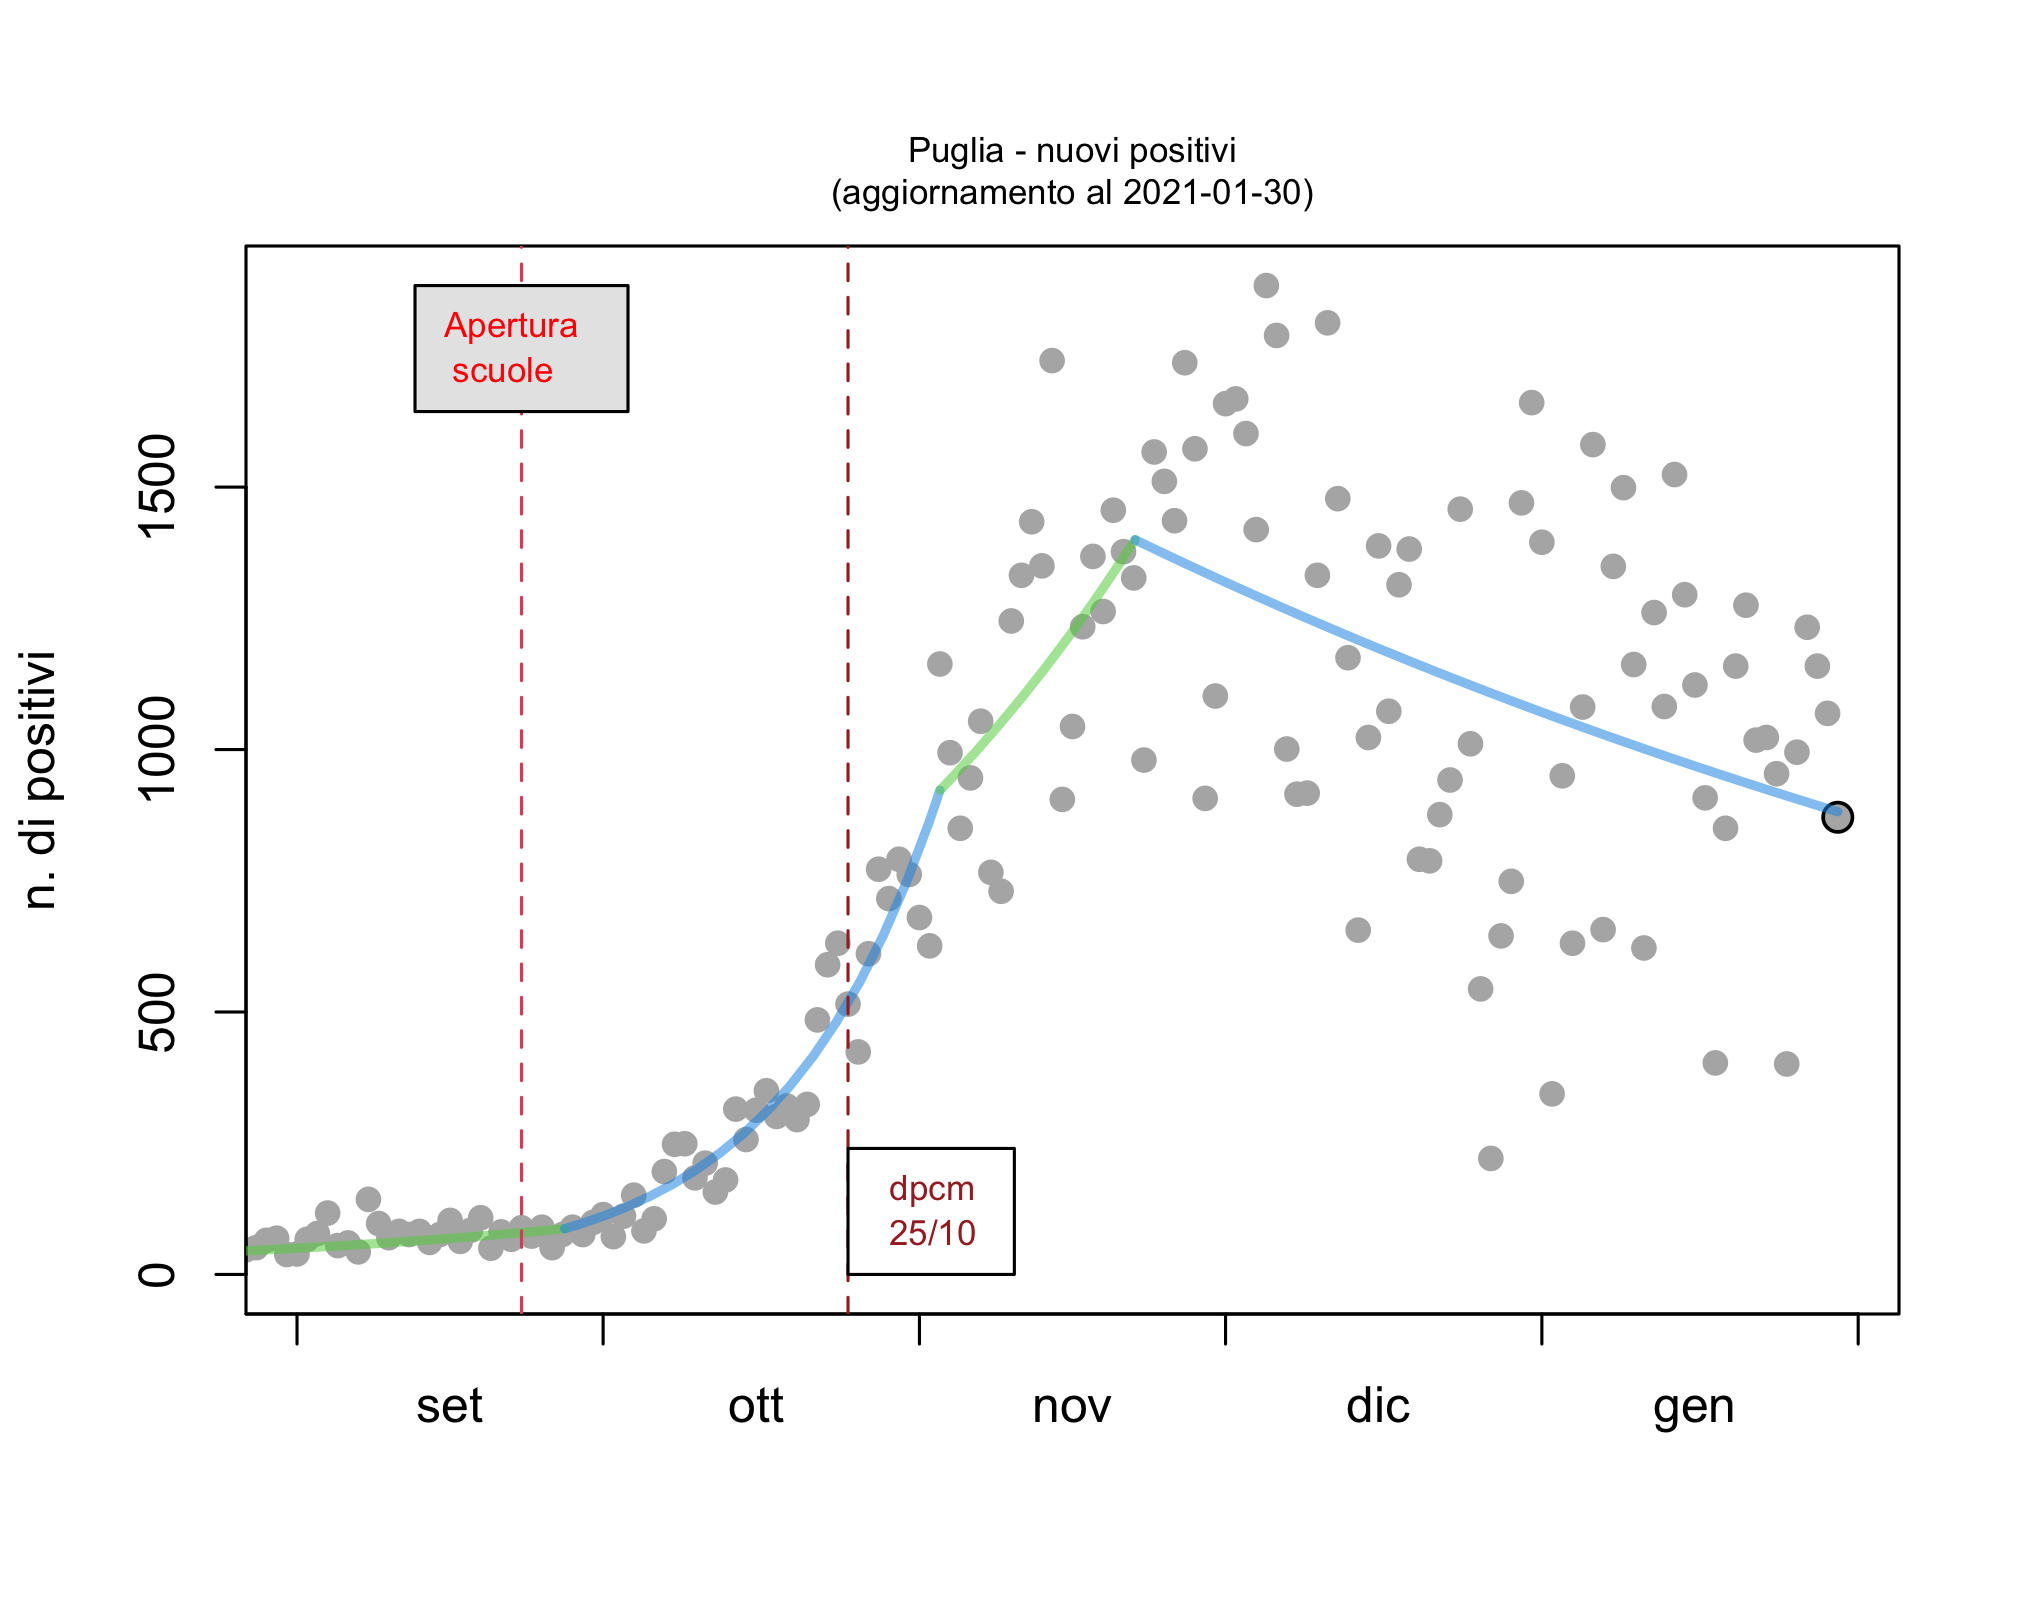 Puglia - nuovi positivi
(aggiornamento al 2021-01-30)
Apertura
scuole
n. di positivi
1500
1000
500
0
dpcm
25/10
set
ott
nov
dic
gen